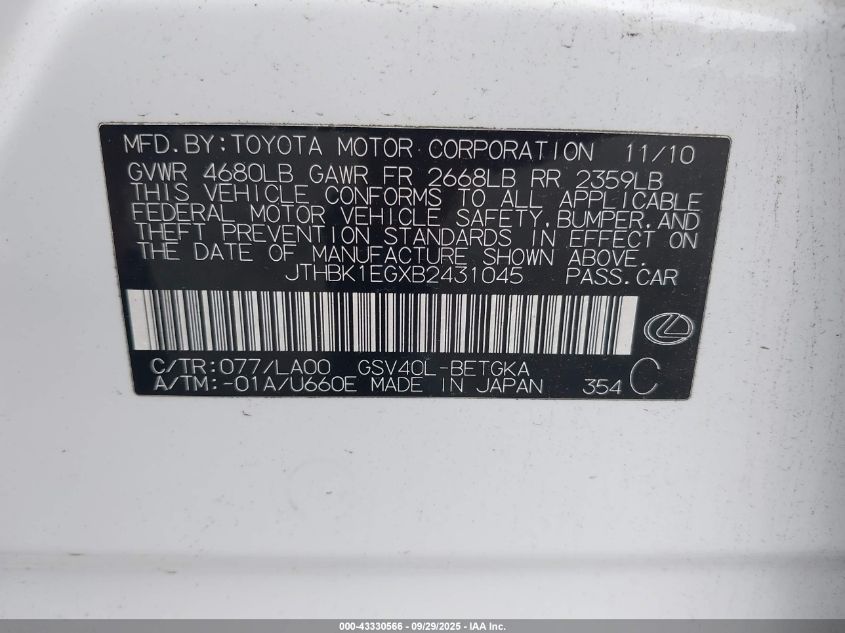 MFD.BY:TOYOTA MOTOR CORPORATION 11/10
GVWR 4680LB GAWR FR 2668LB RR 2359LB
THIS VEHICLE CONFORMS TO ALL APPLICABLE
FEDERAL MOTOR VEHICLE SAFETY,BUMPER,AND
THEFT PREVENTION STANDARDS IN EFFECT ON
THE DATE OF MANUFACTURE SHOWN ABOVE.
JTHBK1EGXB2431045 PASS.CAR
C/TR:077/LA00 GSV40L-BETGKA
A/TM:-01A/U660E MADE IN JAPAN 354 C
000-43330566 - 09/29/2025 - IAA Inc.